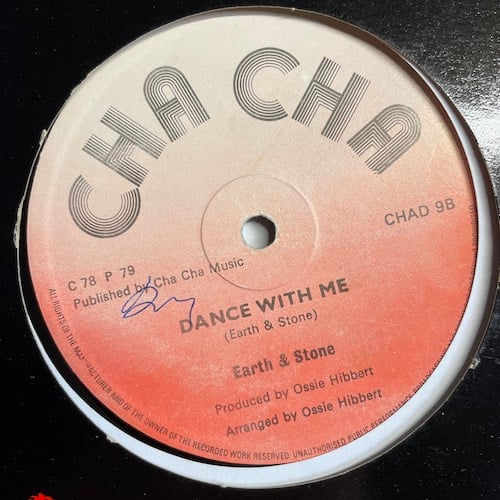 CHA CHA
CHAD 9B
C 78 P 79
Published by Cha Cha Music
DANCE WITH ME
(Earth & Stone)
Earth & Stone
Produced by Ossie Hibbert
Arranged by Ossie Hibbert
ALL RIGHTS OF THE MANUFACTURER AND OF THE OWNER OF THE RECORDED WORK RESERVED UNAUTHORISED PUBLIC PERFORMANCE